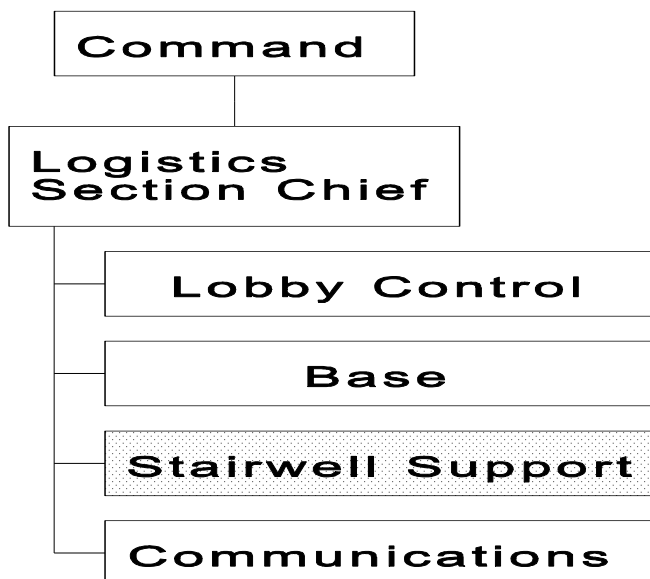 Command
Logistics
Section Chief
Lobby Control
Base
Stairwell Support
Communications